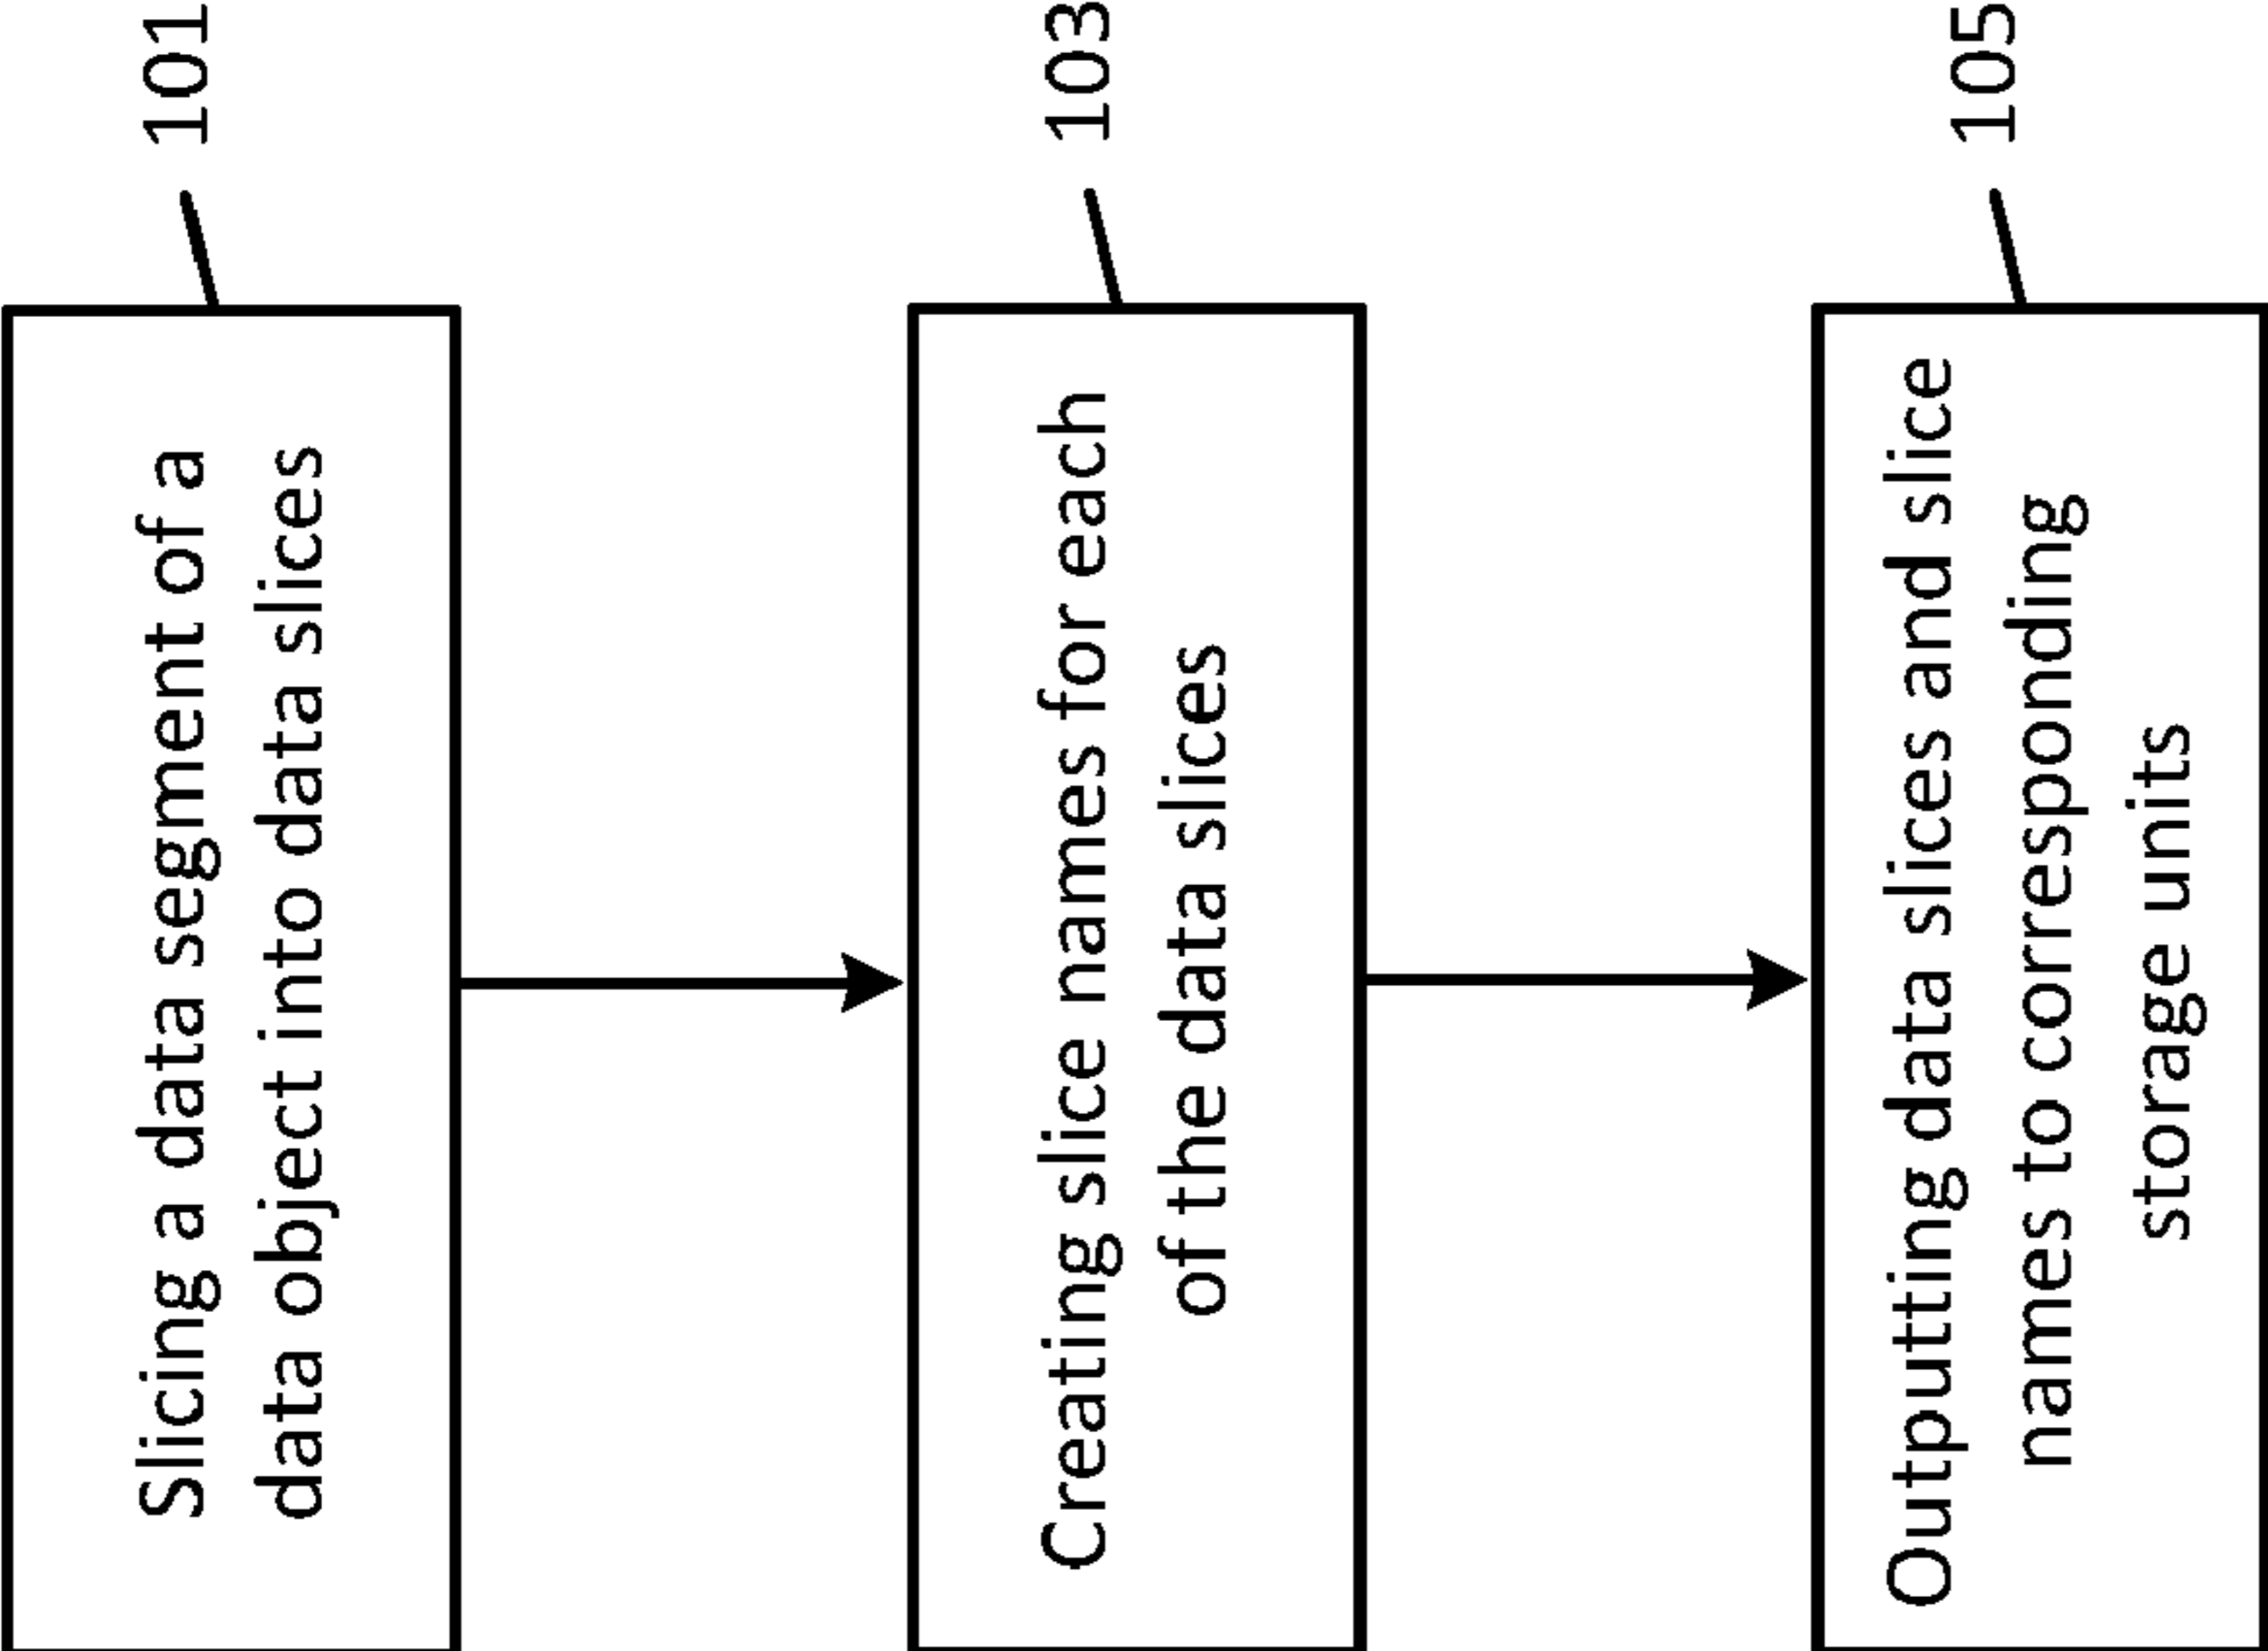 Slicing a data segment of a
data object into data slices
101
Creating slice names for each
of the data slices
103
Outputting data slices and slice
names to corresponding
storage units
105